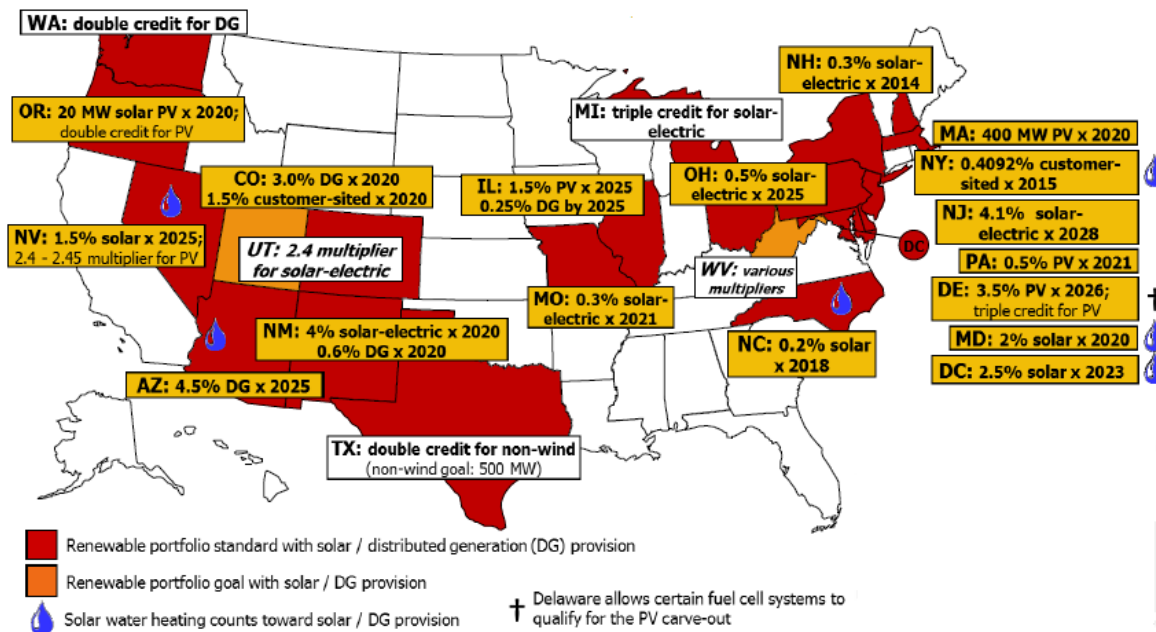 WA: double credit for DG
NH: 0.3% solar-
electric x 2014
OR: 20 MW solar PV x 2020;
double credit for PV
MI: triple credit for solar-
electric
MA: 400 MW PV x 2020
NY: 0.4092% customer-
sited x 2015
CO: 3.0% DG x 2020
1.5% customer-sited x 2020
IL: 1.5% PV x 2025
0.25% DG by 2025
OH: 0.5% solar-
electric x 2025
NJ: 4.1% solar-
electric x 2028
NV: 1.5% solar x 2025;
2.4 - 2.45 multiplier for PV
UT: 2.4 multiplier
for solar-electric
DC
WV: various
multipliers
PA: 0.5% PV x 2021
DE: 3.5% PV x 2026;
triple credit for PV
†
MO: 0.3% solar-
electric x 2021
NM: 4% solar-electric x 2020
0.6% DG x 2020
NC: 0.2% solar
x 2018
MD: 2% solar x 2020
DC: 2.5% solar x 2023
AZ: 4.5% DG x 2025
TX: double credit for non-wind
(non-wind goal: 500 MW)
Renewable portfolio standard with solar / distributed generation (DG) provision
Renewable portfolio goal with solar / DG provision
Solar water heating counts toward solar / DG provision
† Delaware allows certain fuel cell systems to
qualify for the PV carve-out